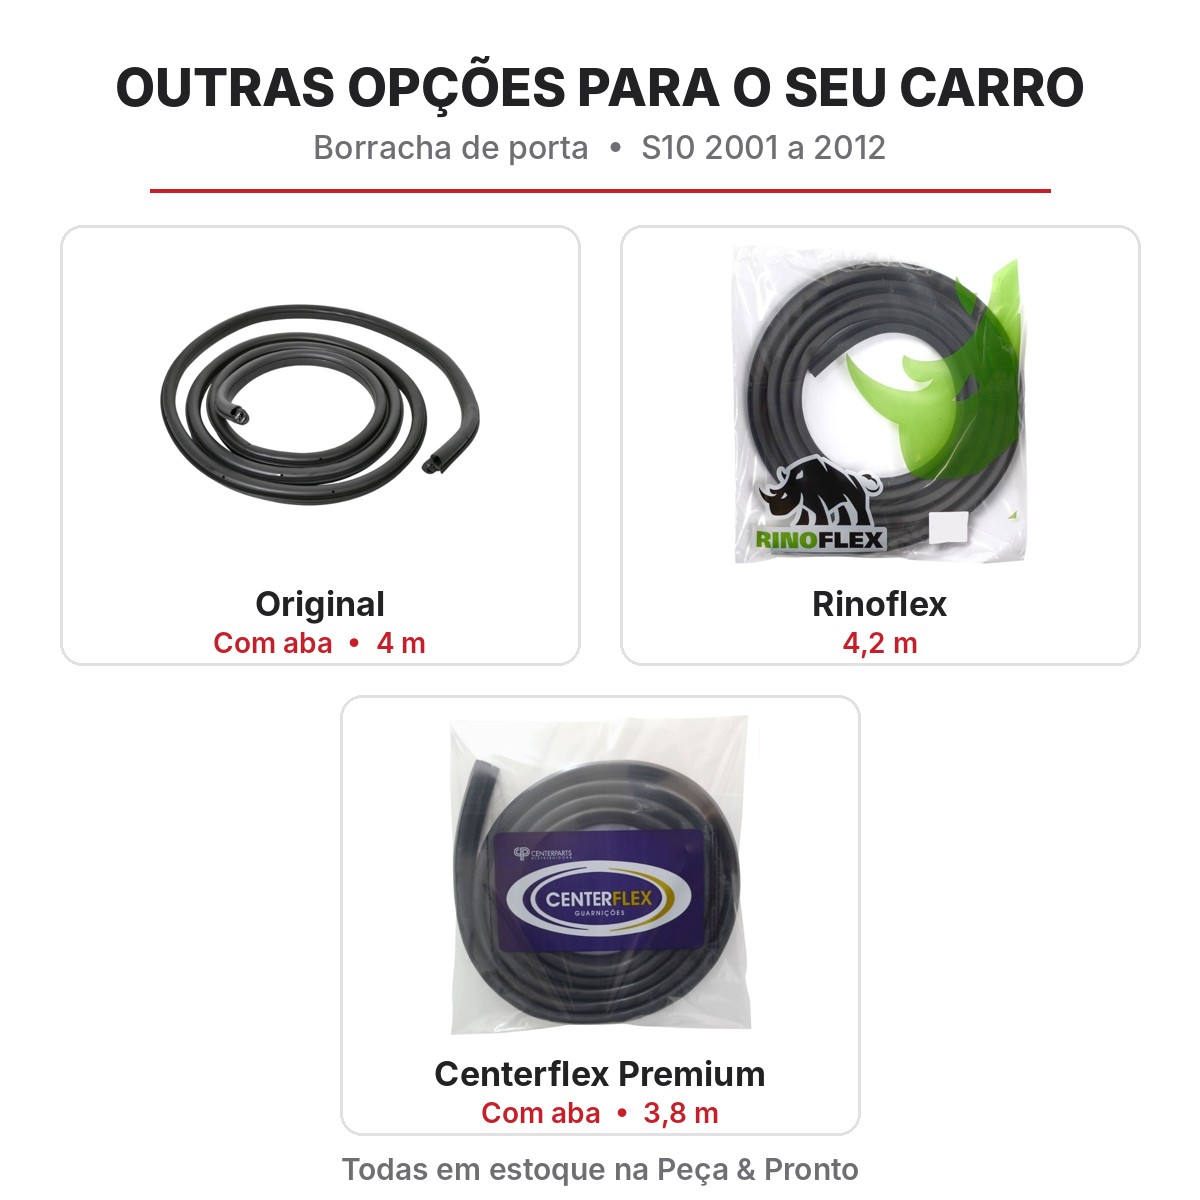 OUTRAS OPÇÕES PARA O SEU CARRO
Borracha de porta • S10 2001 a 2012
RINOFLEX
Original
Com aba • 4 m
Rinoflex
4,2 m
CENTERPARTS
DISTRIBUIDORA
CENTERFLEX
GUARNIÇÕES
Centerflex Premium
Com aba • 3,8 m
Todas em estoque na Peça & Pronto